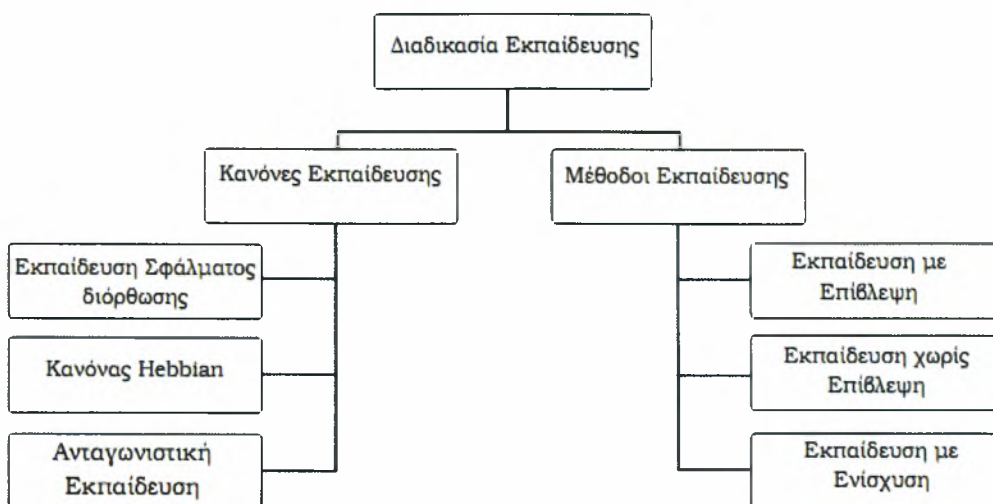 Διαδικασία Εκπαίδευσης
Κανόνες Εκπαίδευσης
Μέθοδοι Εκπαίδευσης
Εκπαίδευση Σφάλματος
διόρθωσης
Κανόνας Hebbian
Ανταγωνιστική
Εκπαίδευση
Εκπαίδευση με
Επίβλεψη
Εκπαίδευση χωρίς
Επίβλεψη
Εκπαίδευση με
Ενίσχυση